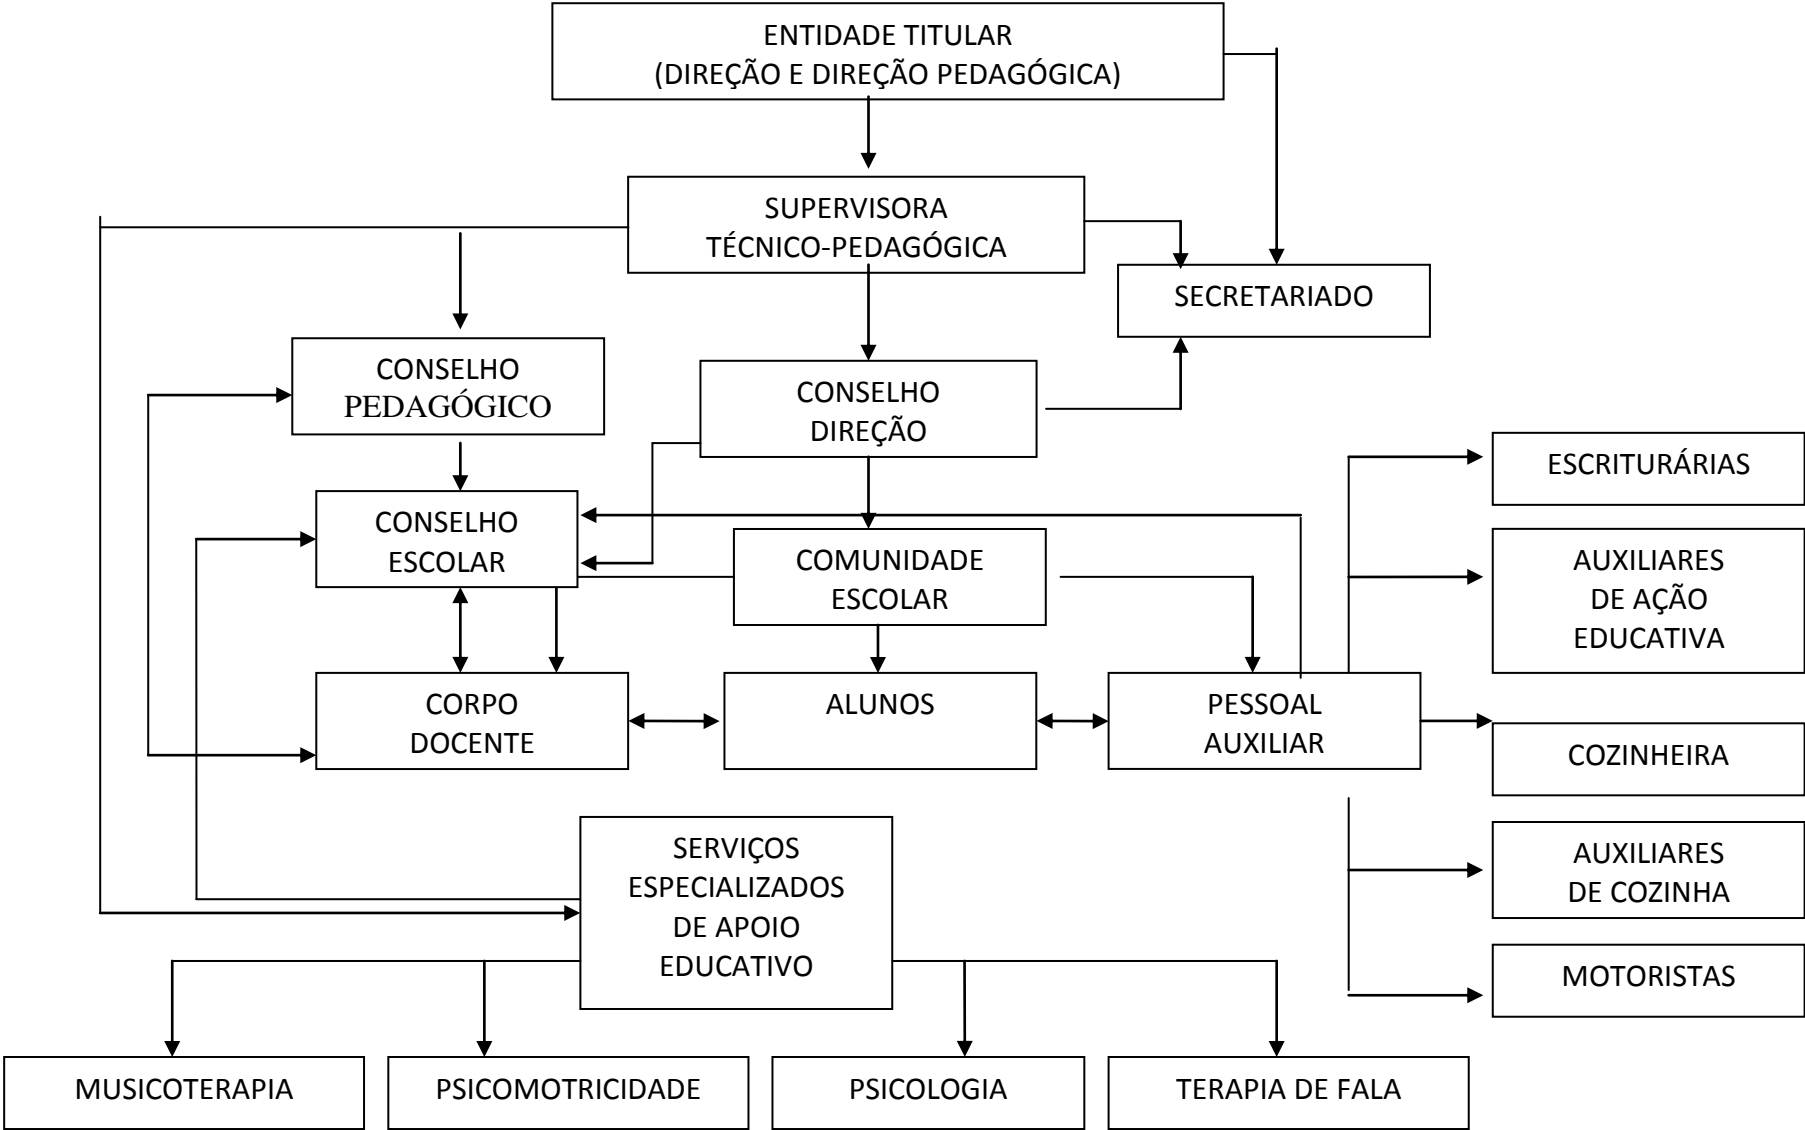 ENTIDADE TITULAR
(DIREÇÃO E DIREÇÃO PEDAGÓGICA)
SUPERVISORA
TÉCNICO-PEDAGÓGICA
SECRETARIADO
CONSELHO
PEDAGÓGICO
CONSELHO
DIREÇÃO
ESCRITURÁRIAS
CONSELHO
ESCOLAR
COMUNIDADE
ESCOLAR
AUXILIARES
DE AÇÃO
EDUCATIVA
CORPO
DOCENTE
ALUNOS
PESSOAL
AUXILIAR
COZINHEIRA
SERVIÇOS
ESPECIALIZADOS
DE APOIO
EDUCATIVO
AUXILIARES
DE COZINHA
MOTORISTAS
MUSICOTERAPIA
PSICOMOTRICIDADE
PSICOLOGIA
TERAPIA DE FALA